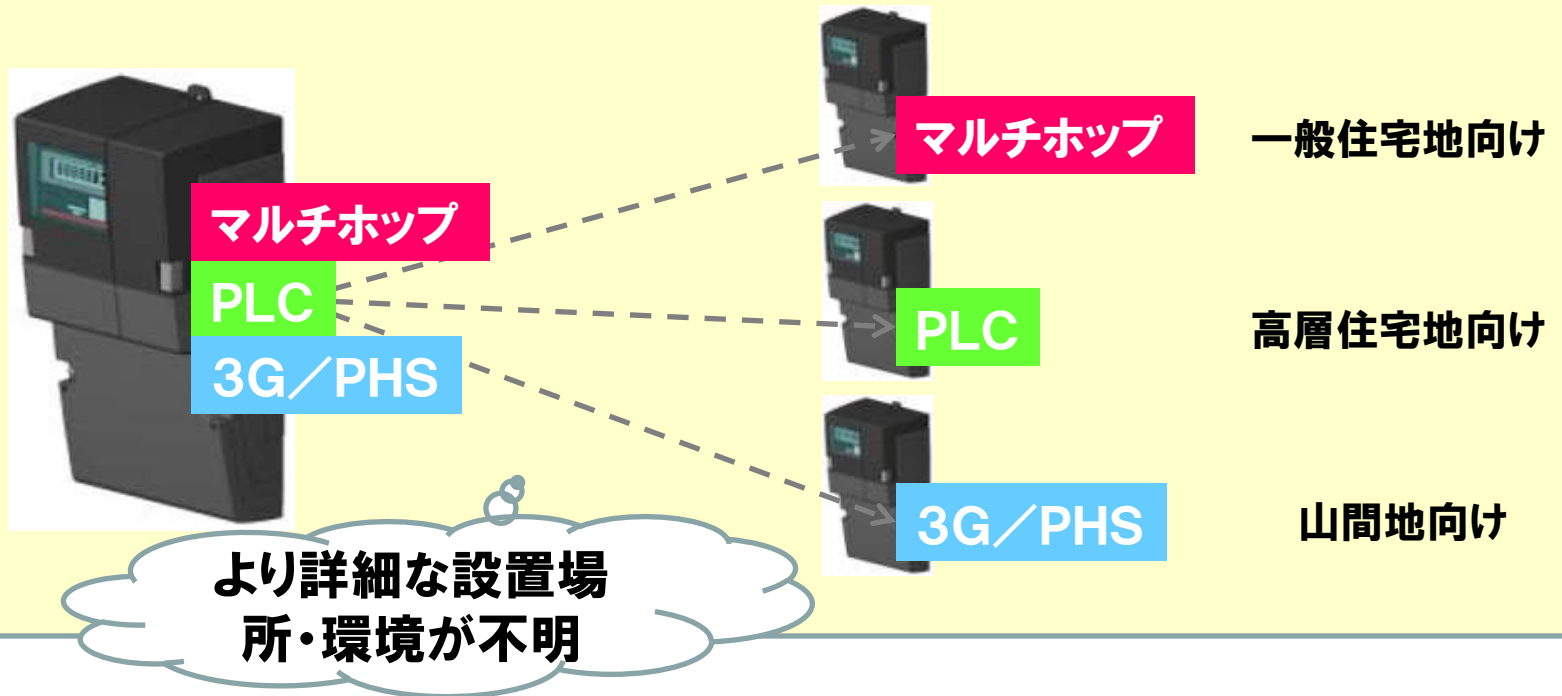 マルチホップ
PLC
3G／PHS
より詳細な設置場
所・環境が不明
マルチホップ
一般住宅地向け
PLC
高層住宅地向け
3G／PHS
山間地向け